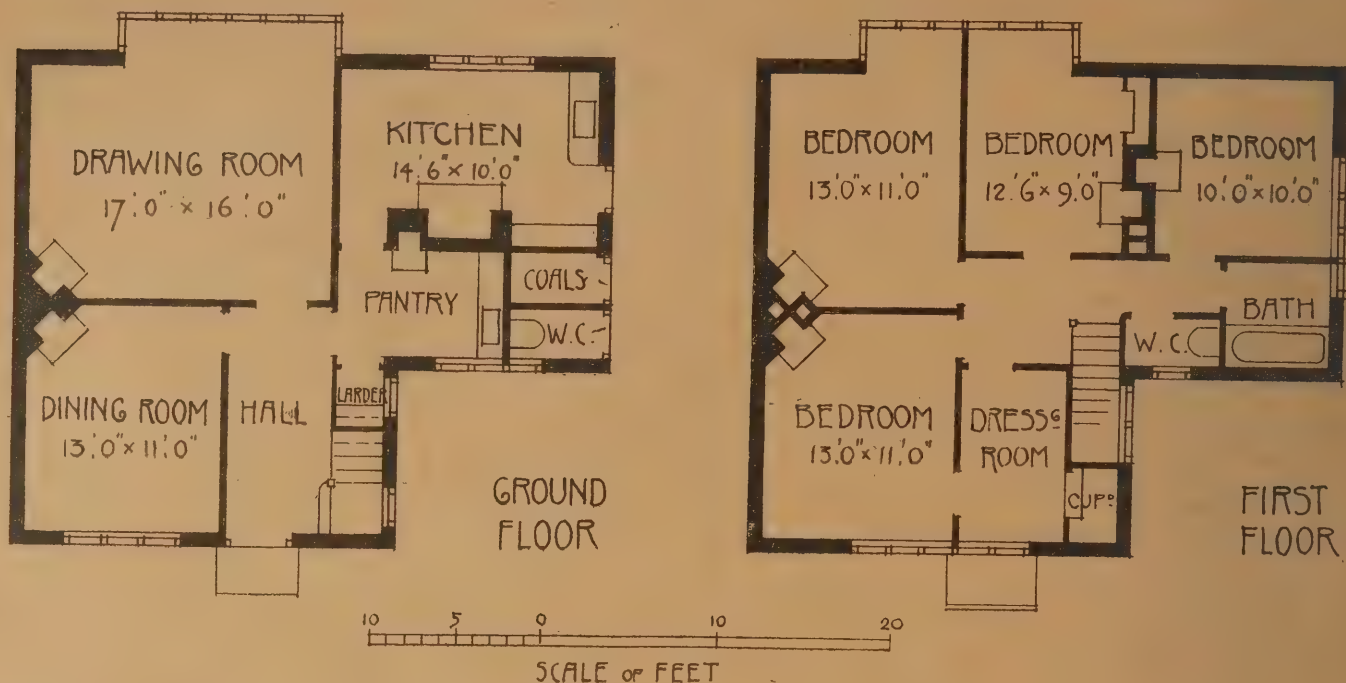 DRAWING ROOM
17'.0" × 16'.0"
KITCHEN
14'.6" × 10'.0"
PANTRY
COALS
W.C.
LARDER
DINING ROOM
13'.0" × 11'.0"
HALL
GROUND
FLOOR
BEDROOM
13'.0" × 11'.0"
BEDROOM
12'.6" × 9'.0"
BEDROOM
10'.0" × 10'.0"
BATH
W.C.
BEDROOM
13'.0" × 11'.0"
DRESSG
ROOM
CUPD
FIRST
FLOOR
10 5 0 10 20
SCALE OF FEET